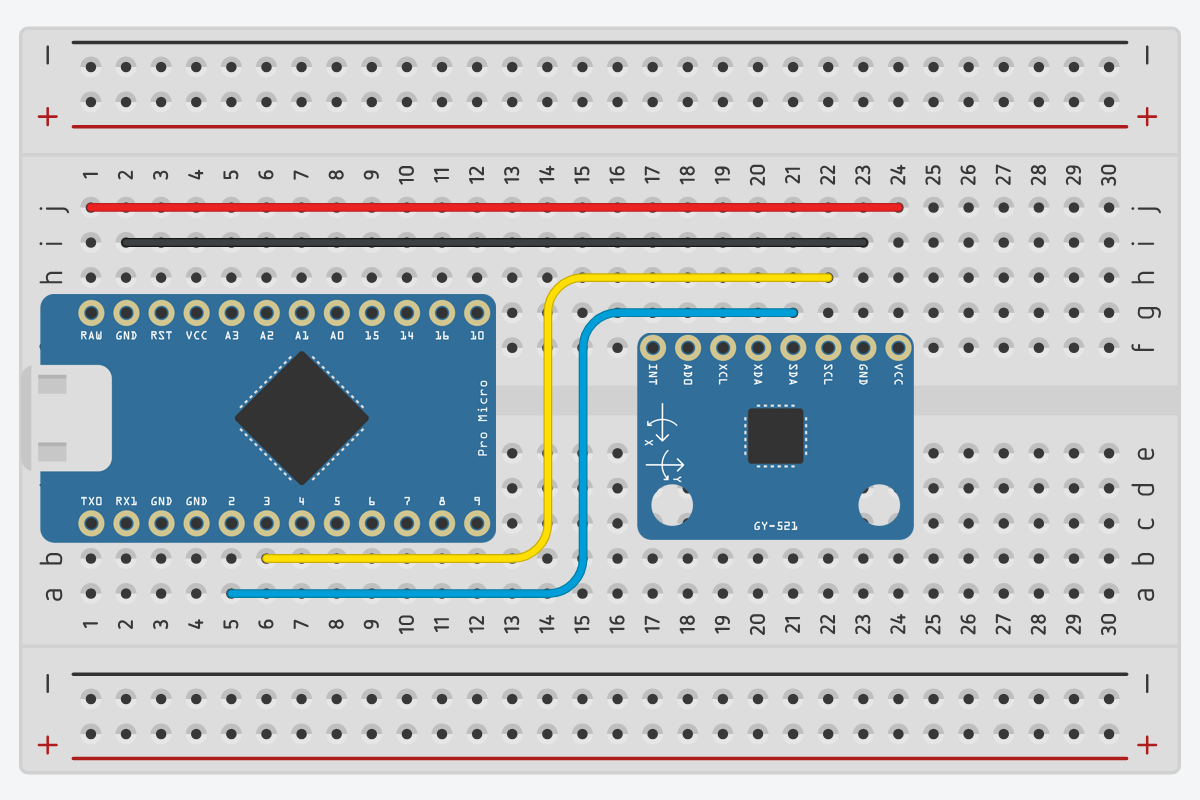 − −
+ +
1 2 3 4 5 6 7 8 9 10 11 12 13 14 15 16 17 18 19 20 21 22 23 24 25 26 27 28 29 30
j j
i i
h h
g
f
RAW GND RST VCC A3 A2 A1 A0 15 14 16 10
INT AD0 XCL XDA SDA SCL GND VCC
Pro Micro
X
Y
e
d
c
TX0 RX1 GND GND 2 3 4 5 6 7 8 9
GY-521
b b
a a
1 2 3 4 5 6 7 8 9 10 11 12 13 14 15 16 17 18 19 20 21 22 23 24 25 26 27 28 29 30
− −
+ +